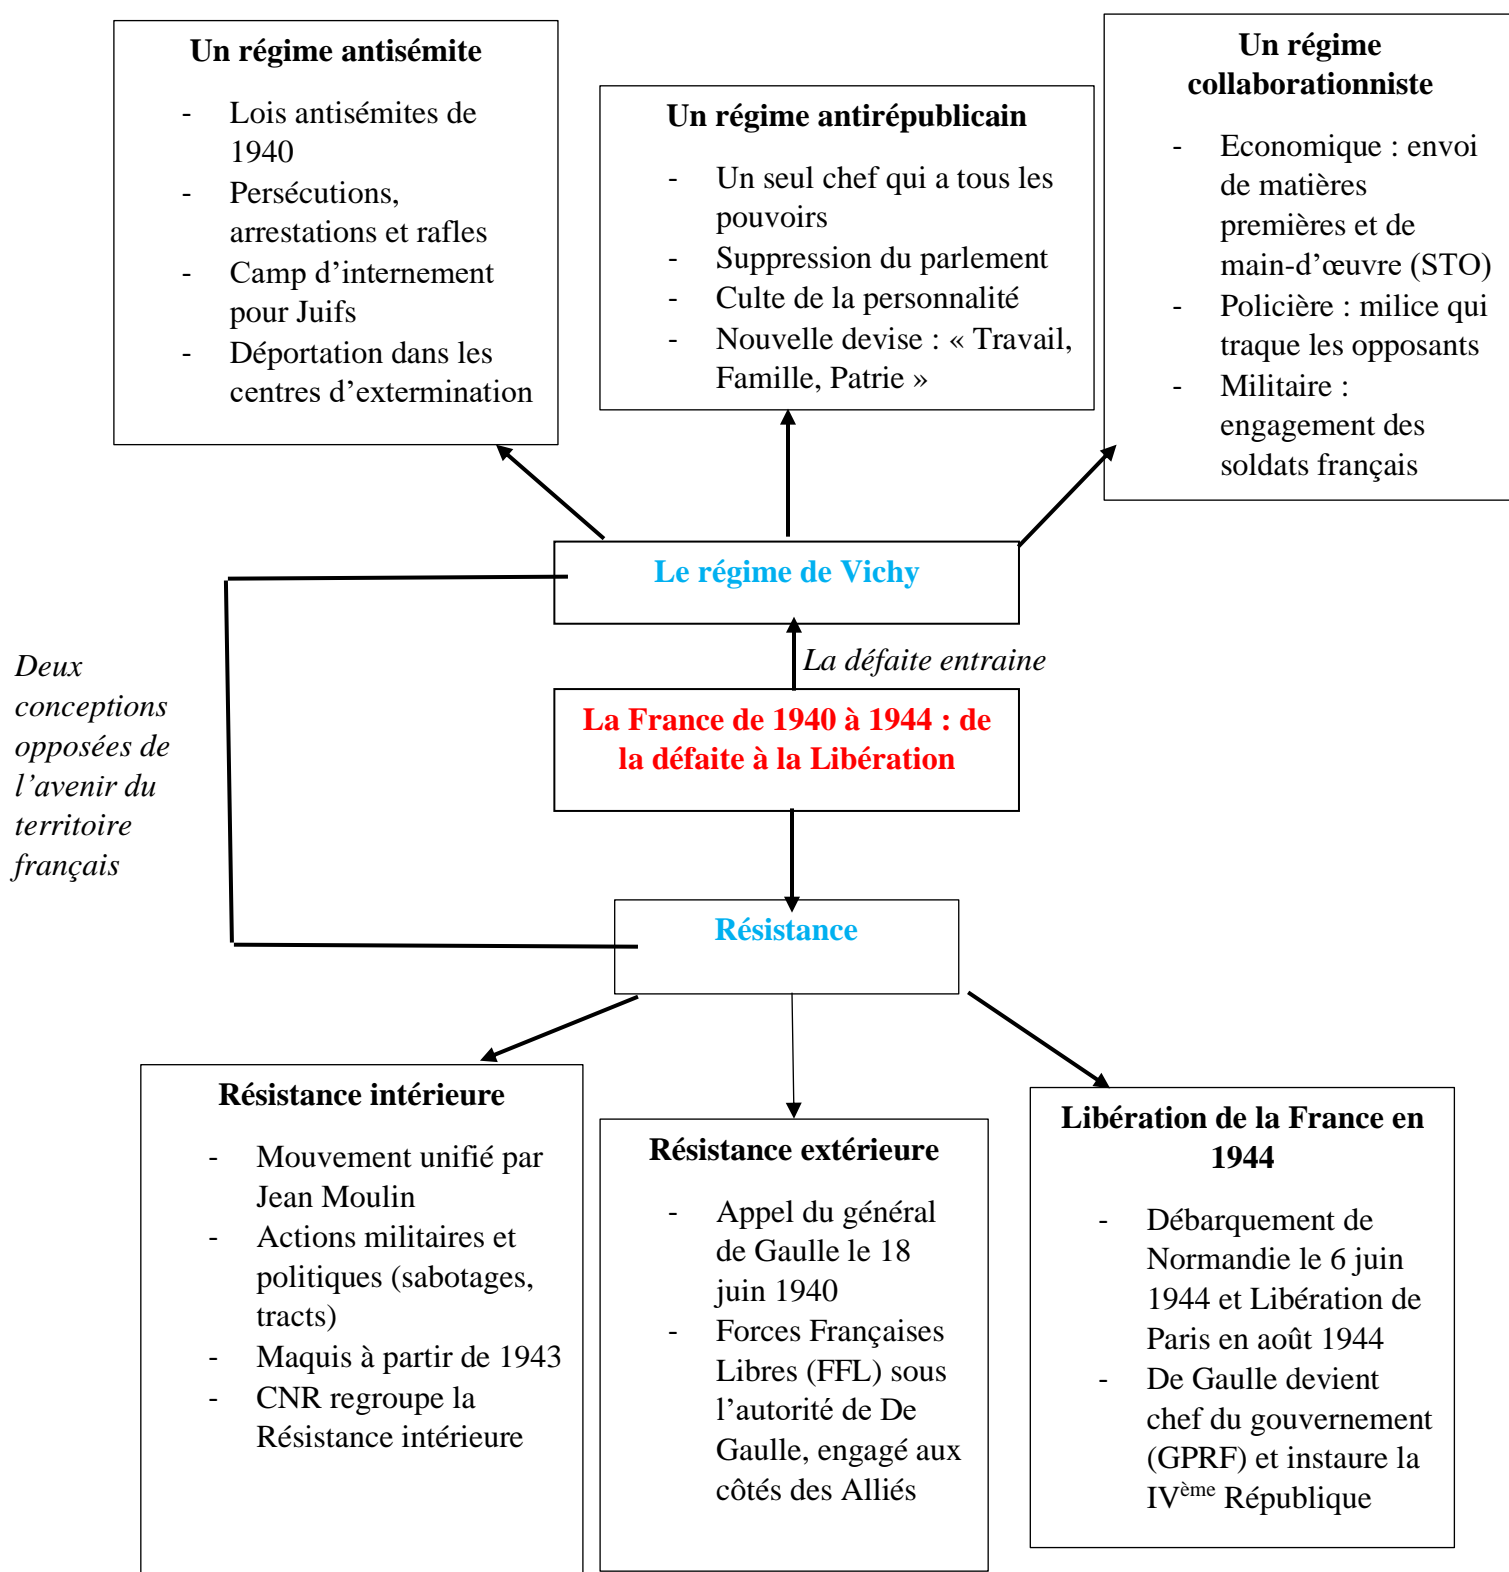 Un régime antisémite
- Lois antisémites de
1940
- Persécutions,
arrestations et rafles
- Camp d’internement
pour Juifs
- Déportation dans les
centres d’extermination
Un régime antirépublicain
- Un seul chef qui a tous les
pouvoirs
- Suppression du parlement
- Culte de la personnalité
- Nouvelle devise : « Travail,
Famille, Patrie »
Un régime
collaborationniste
- Economique : envoi
de matières
premières et de
main-d’œuvre (STO)
- Policière : milice qui
traque les opposants
- Militaire :
engagement des
soldats français
Le régime de Vichy
La défaite entraine
Deux
conceptions
opposées de
l’avenir du
territoire
français
La France de 1940 à 1944 : de
la défaite à la Libération
Résistance
Résistance intérieure
- Mouvement unifié par
Jean Moulin
- Actions militaires et
politiques (sabotages,
tracts)
- Maquis à partir de 1943
- CNR regroupe la
Résistance intérieure
Résistance extérieure
- Appel du général
de Gaulle le 18
juin 1940
- Forces Françaises
Libres (FFL) sous
l’autorité de De
Gaulle, engagé aux
côtés des Alliés
Libération de la France en
1944
- Débarquement de
Normandie le 6 juin
1944 et Libération de
Paris en août 1944
- De Gaulle devient
chef du gouvernement
(GPRF) et instaure la
IVème République